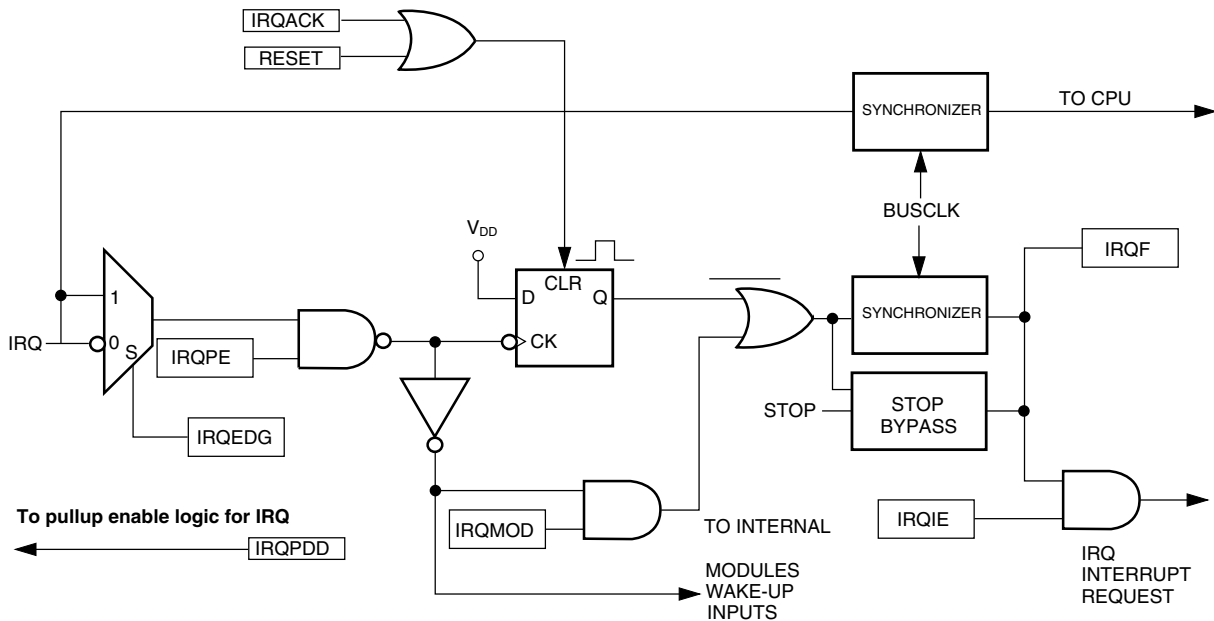 IRQACK
RESET
SYNCHRONIZER
TO CPU
BUSCLK
VDD
IRQF
CLR
D
Q
CK
SYNCHRONIZER
1
IRQ
0
S
IRQPE
IRQEDG
STOP
STOP
BYPASS
To pullup enable logic for IRQ
IRQPDD
IRQMOD
TO INTERNAL
MODULES
WAKE-UP
INPUTS
IRQIE
IRQ
INTERRUPT
REQUEST